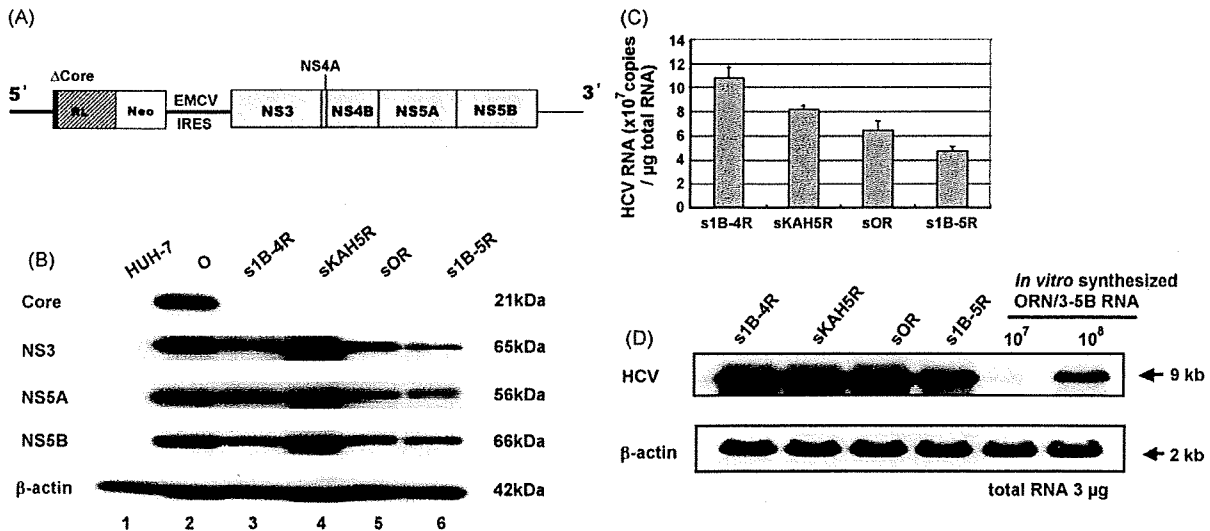 (A)
ΔCore
NS4A
5'
RL
Neo
EMCV
IRES
NS3
NS4B
NS5A
NS5B
3'
(B)
HUH-7
O
s1B-4R
sKAH5R
sOR
s1B-5R
Core
21kDa
NS3
65kDa
NS5A
56kDa
NS5B
66kDa
β-actin
42kDa
1 2 3 4 5 6
(C)
HCV RNA (x10⁷ copies
/ µg total RNA)
14
12
10
8
6
4
2
0
s1B-4R sKAH5R sOR s1B-5R
(D)
s1B-4R
sKAH5R
sOR
s1B-5R
In vitro synthesized
ORN/3-5B RNA
10⁷ 10⁸
HCV
9 kb
β-actin
2 kb
total RNA 3 µg